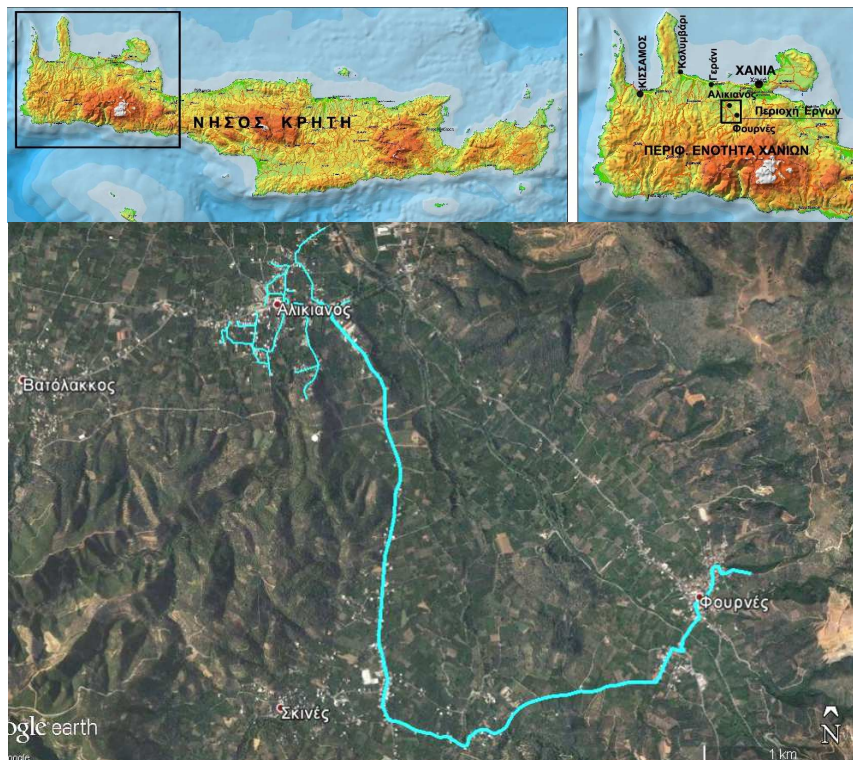 ΝΗΣΟΣ ΚΡΗΤΗ
ΚΙΣΣΑΜΟΣ
Κολυμβάρι
Γεράνι
ΧΑΝΙΑ
Αλικιανός
Περιοχή Έργων
Φουρνές
ΠΕΡΙΦ. ΕΝΟΤΗΤΑ ΧΑΝΙΩΝ
Αλικιανός
Βατόλακκος
Φουρνές
Σκινές
ogle earth
google
N
1 km